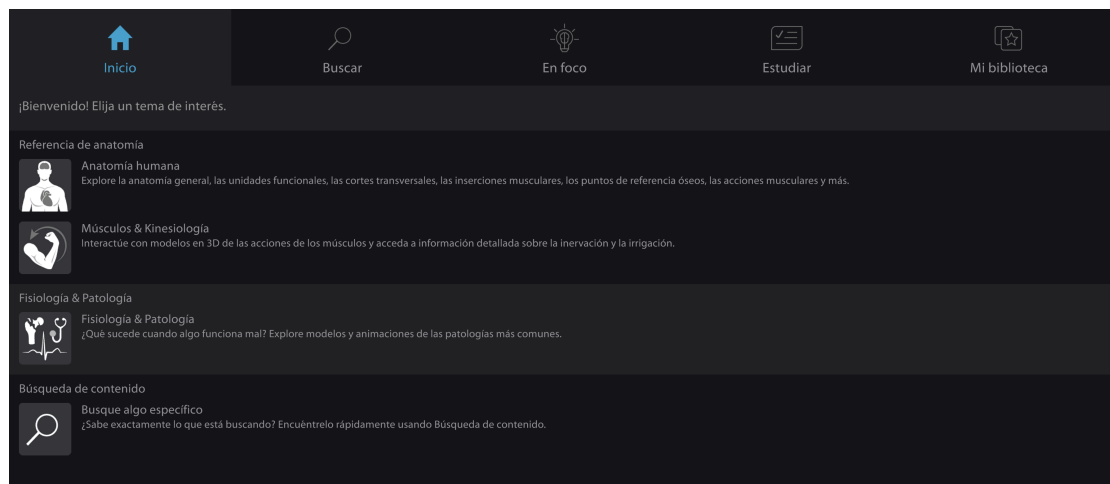 Inicio
Buscar
En foco
Estudiar
Mi biblioteca
¡Bienvenido! Elija un tema de interés.
Referencia de anatomía
Anatomía humana
Explore la anatomía general, las unidades funcionales, las cortes transversales, las inserciones musculares, los puntos de referencia óseos, las acciones musculares y más.
Músculos & Kinesiología
Interactúe con modelos en 3D de las acciones de los músculos y acceda a información detallada sobre la inervación y la irrigación.
Fisiología & Patología
Fisiología & Patología
¿Qué sucede cuando algo funciona mal? Explore modelos y animaciones de las patologías más comunes.
Búsqueda de contenido
Busque algo específico
¿Sabe exactamente lo que está buscando? Encuéntrelo rápidamente usando Búsqueda de contenido.